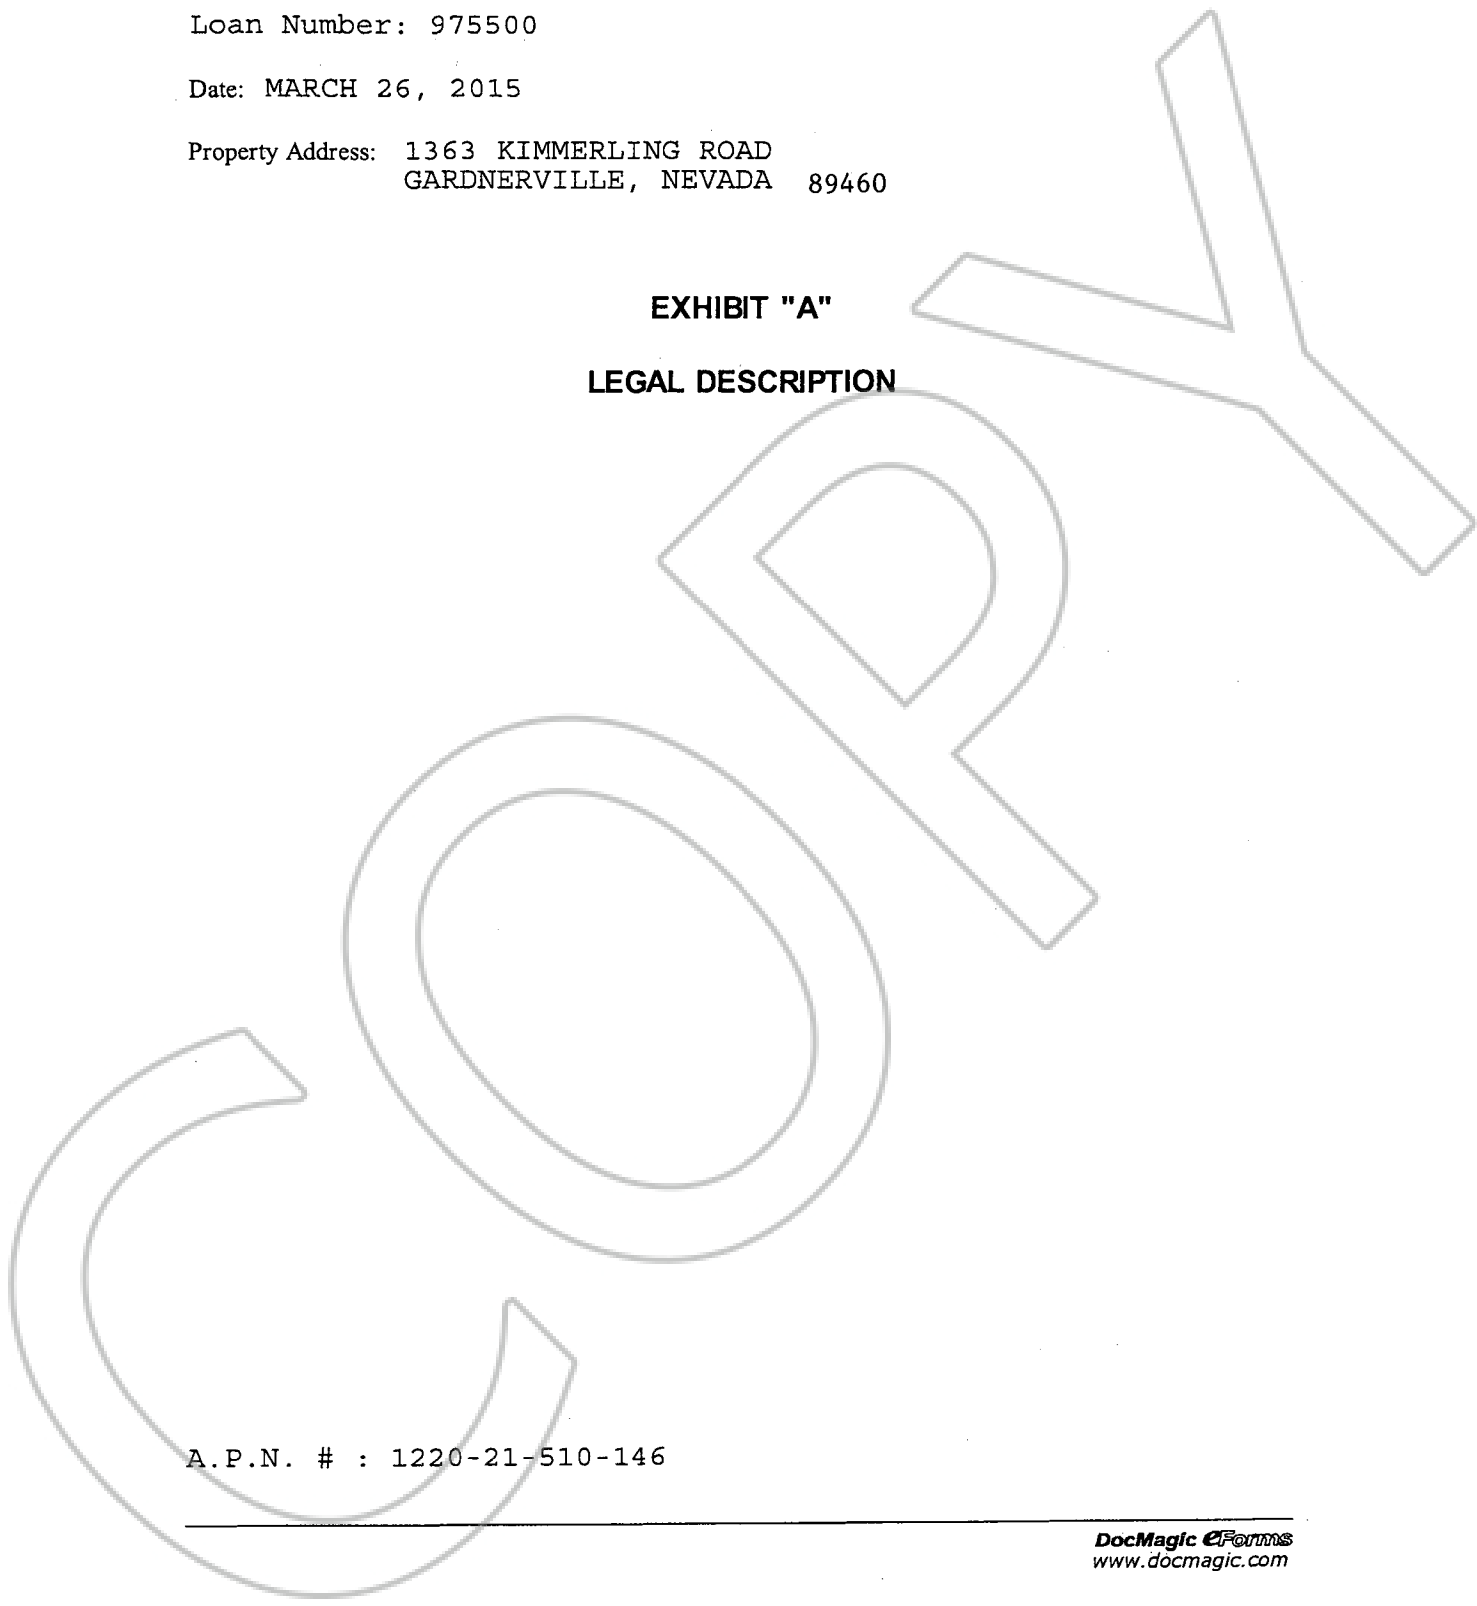 Loan Number: 975500
Date: MARCH 26, 2015
Property Address: 1363 KIMMERLING ROAD
GARDNERVILLE, NEVADA 89460
EXHIBIT "A"
LEGAL DESCRIPTION
COPY
A.P.N. # : 1220-21-510-146
DocMagic eForms
www.docmagic.com